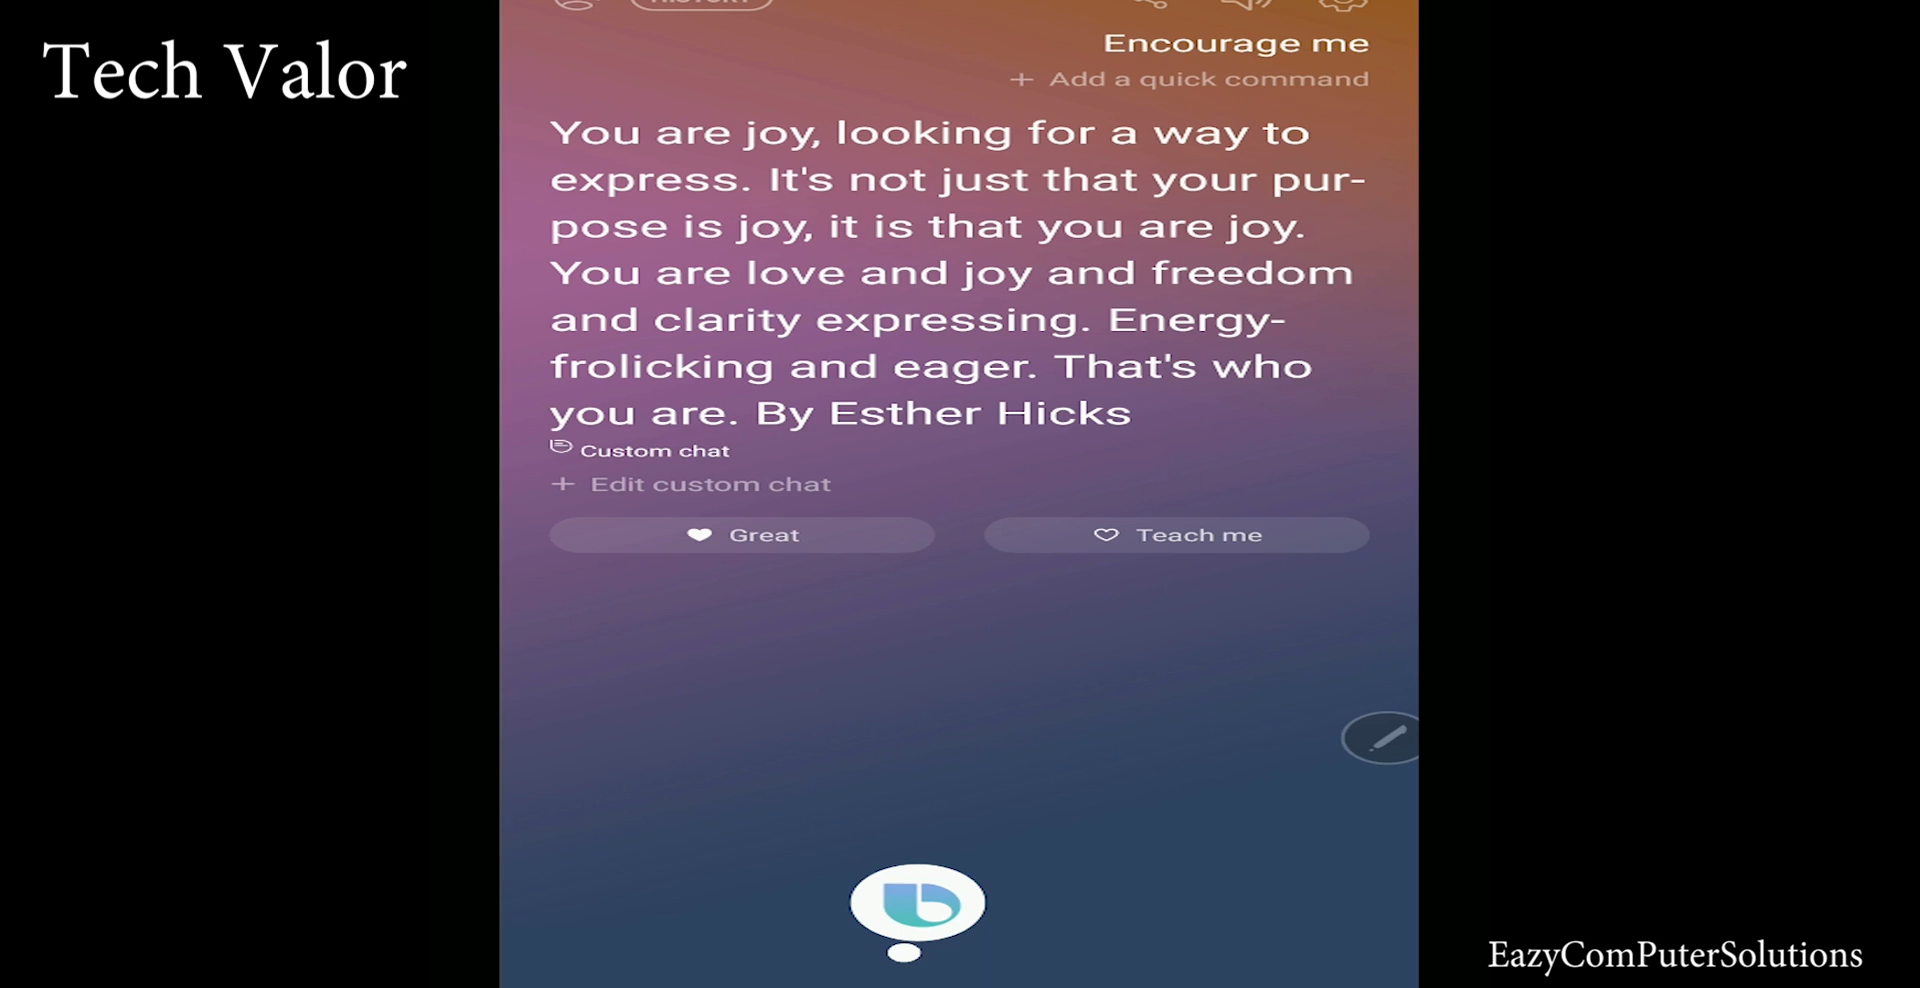 Tech Valor
HISTORY
Encourage me
+ Add a quick command
You are joy, looking for a way to
express. It's not just that your pur-
pose is joy, it is that you are joy.
You are love and joy and freedom
and clarity expressing. Energy-
frolicking and eager. That's who
you are. By Esther Hicks
Custom chat
+ Edit custom chat
Great
Teach me
EazyComPuterSolutions